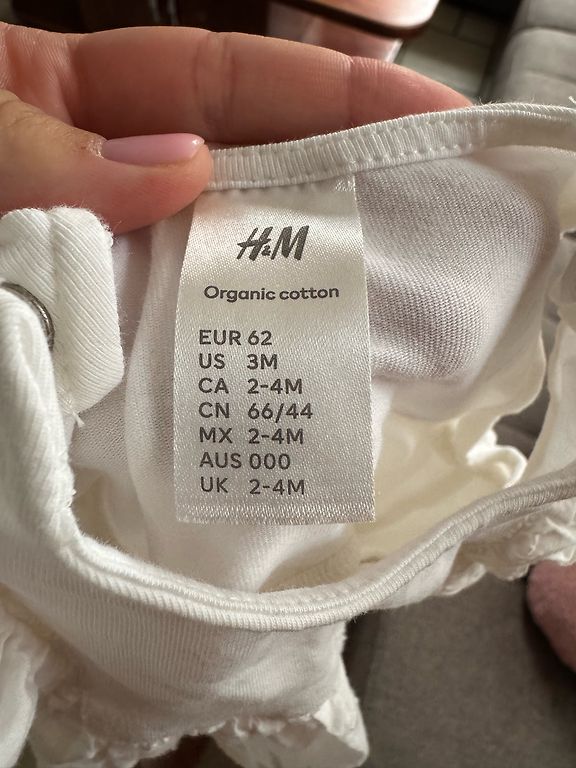 H&M
Organic cotton
EUR 62
US 3M
CA 2-4M
CN 66/44
MX 2-4M
AUS 000
UK 2-4M